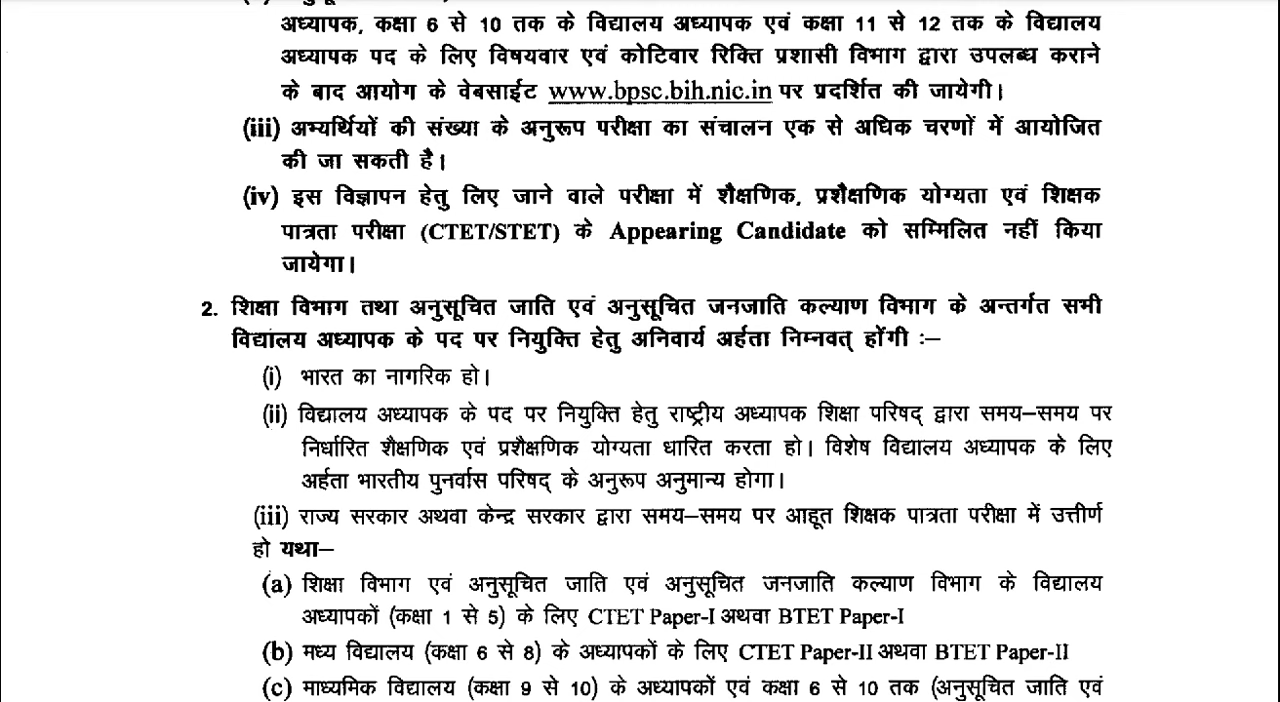 अध्यापक, कक्षा 6 से 10 तक के विद्यालय अध्यापक एवं कक्षा 11 से 12 तक के विद्यालय
अध्यापक पद के लिए विषयवार एवं कोटिवार रिक्ति प्रशासी विभाग द्वारा उपलब्ध कराने
के बाद आयोग के वेबसाईट www.bpsc.bih.nic.in पर प्रदर्शित की जायेगी।
(iii) अभ्यर्थियों की संख्या के अनुरूप परीक्षा का संचालन एक से अधिक चरणों में आयोजित
की जा सकती है।
(iv) इस विज्ञापन हेतु लिए जाने वाले परीक्षा में शैक्षणिक, प्रशैक्षणिक योग्यता एवं शिक्षक
पात्रता परीक्षा (CTET/STET) के Appearing Candidate को सम्मिलित नहीं किया
जायेगा।
2. शिक्षा विभाग तथा अनुसूचित जाति एवं अनुसूचित जनजाति कल्याण विभाग के अन्तर्गत सभी
विद्यालय अध्यापक के पद पर नियुक्ति हेतु अनिवार्य अर्हता निम्नवत् होंगी :–
(i) भारत का नागरिक हो।
(ii) विद्यालय अध्यापक के पद पर नियुक्ति हेतु राष्ट्रीय अध्यापक शिक्षा परिषद् द्वारा समय–समय पर
निर्धारित शैक्षणिक एवं प्रशैक्षणिक योग्यता धारित करता हो। विशेष विद्यालय अध्यापक के लिए
अर्हता भारतीय पुनर्वास परिषद् के अनुरूप अनुमान्य होगा।
(iii) राज्य सरकार अथवा केन्द्र सरकार द्वारा समय–समय पर आहूत शिक्षक पात्रता परीक्षा में उत्तीर्ण
हो यथा–
(a) शिक्षा विभाग एवं अनुसूचित जाति एवं अनुसूचित जनजाति कल्याण विभाग के विद्यालय
अध्यापकों (कक्षा 1 से 5) के लिए CTET Paper-I अथवा BTET Paper-I
(b) मध्य विद्यालय (कक्षा 6 से 8) के अध्यापकों के लिए CTET Paper-II अथवा BTET Paper-II
(c) माध्यमिक विद्यालय (कक्षा 9 से 10) के अध्यापकों एवं कक्षा 6 से 10 तक (अनुसूचित जाति एवं